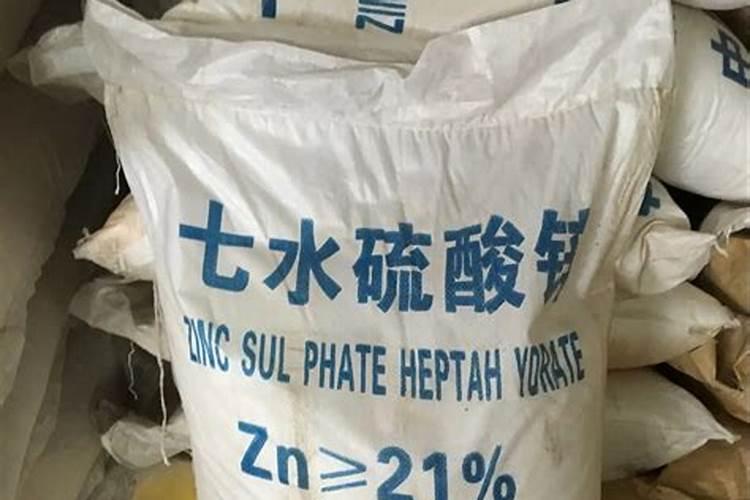 七水硫酸锌
ZINC SUL PHATE HEPTAH YDRATE
Zn≥21%